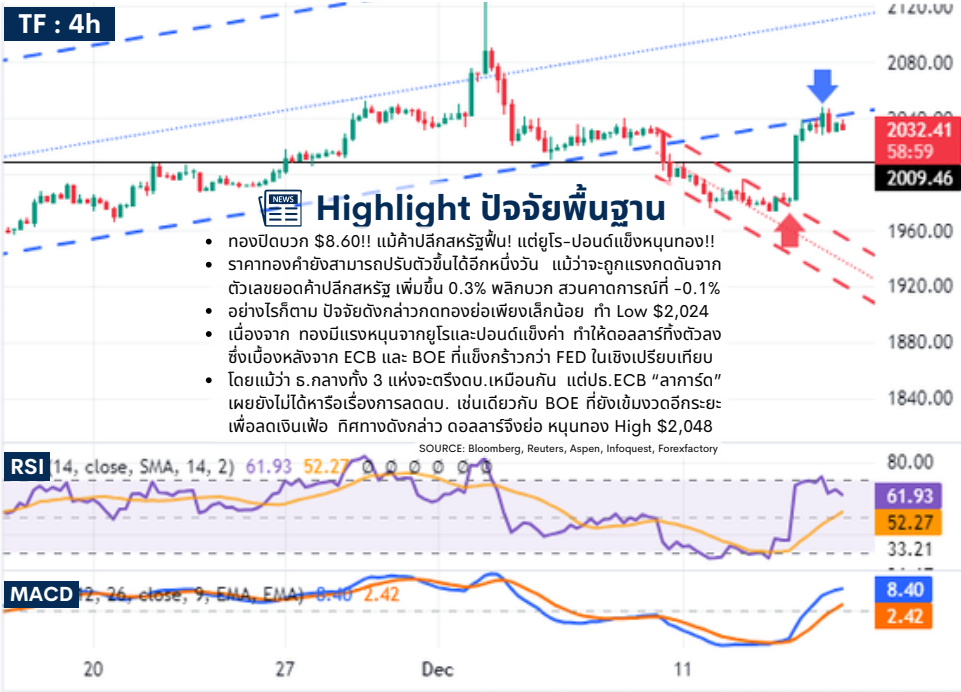 TF : 4h
2120.00
2080.00
2040.00
2032.41
58:59
2009.46
1960.00
1920.00
1880.00
1840.00
NEWS
Highlight ปัจจัยพื้นฐาน
• ทองปิดบวก $8.60!! แม้ค้าปลีกสหรัฐฟื้น! แต่ยูโร-ปอนด์แข็งหนุนทอง!!
• ราคาทองคำยังสามารถปรับตัวขึ้นได้อีกหนึ่งวัน แม้ว่าจะถูกแรงกดดันจาก
ตัวเลขยอดค้าปลีกสหรัฐ เพิ่มขึ้น 0.3% พลิกบวก สวนคาดการณ์ที่ -0.1%
• อย่างไรก็ตาม ปัจจัยดังกล่าวกดทองย่อเพียงเล็กน้อย ทำ Low $2,024
• เนื่องจาก ทองมีแรงหนุนจากยูโรและปอนด์แข็งค่า ทำให้ดอลลาร์ทิ้งตัวลง
ซึ่งเบื้องหลังจาก ECB และ BOE ที่แข็งกร้าวกว่า FED ในเชิงเปรียบเทียบ
• โดยแม้ว่า ธ.กลางทั้ง 3 แห่งจะตรึงดบ.เหมือนกัน แต่ปธ.ECB “ลาการ์ด”
เผยยังไม่ได้หารือเรื่องการลดดบ. เช่นเดียวกับ BOE ที่ยังเข้มงวดอีกระยะ
เพื่อลดเงินเฟ้อ ทิศทางดังกล่าว ดอลลาร์จึงย่อ หนุนทอง High $2,048
SOURCE: Bloomberg, Reuters, Aspen, Infoquest, Forexfactory
RSI (14, close, SMA, 14, 2) 61.93 52.27 Ø Ø Ø Ø Ø Ø
80.00
61.93
52.27
33.21
MACD 2, 26, close, 9, EMA, EMA) 8.40 2.42
8.40
2.42
20 27 Dec 11